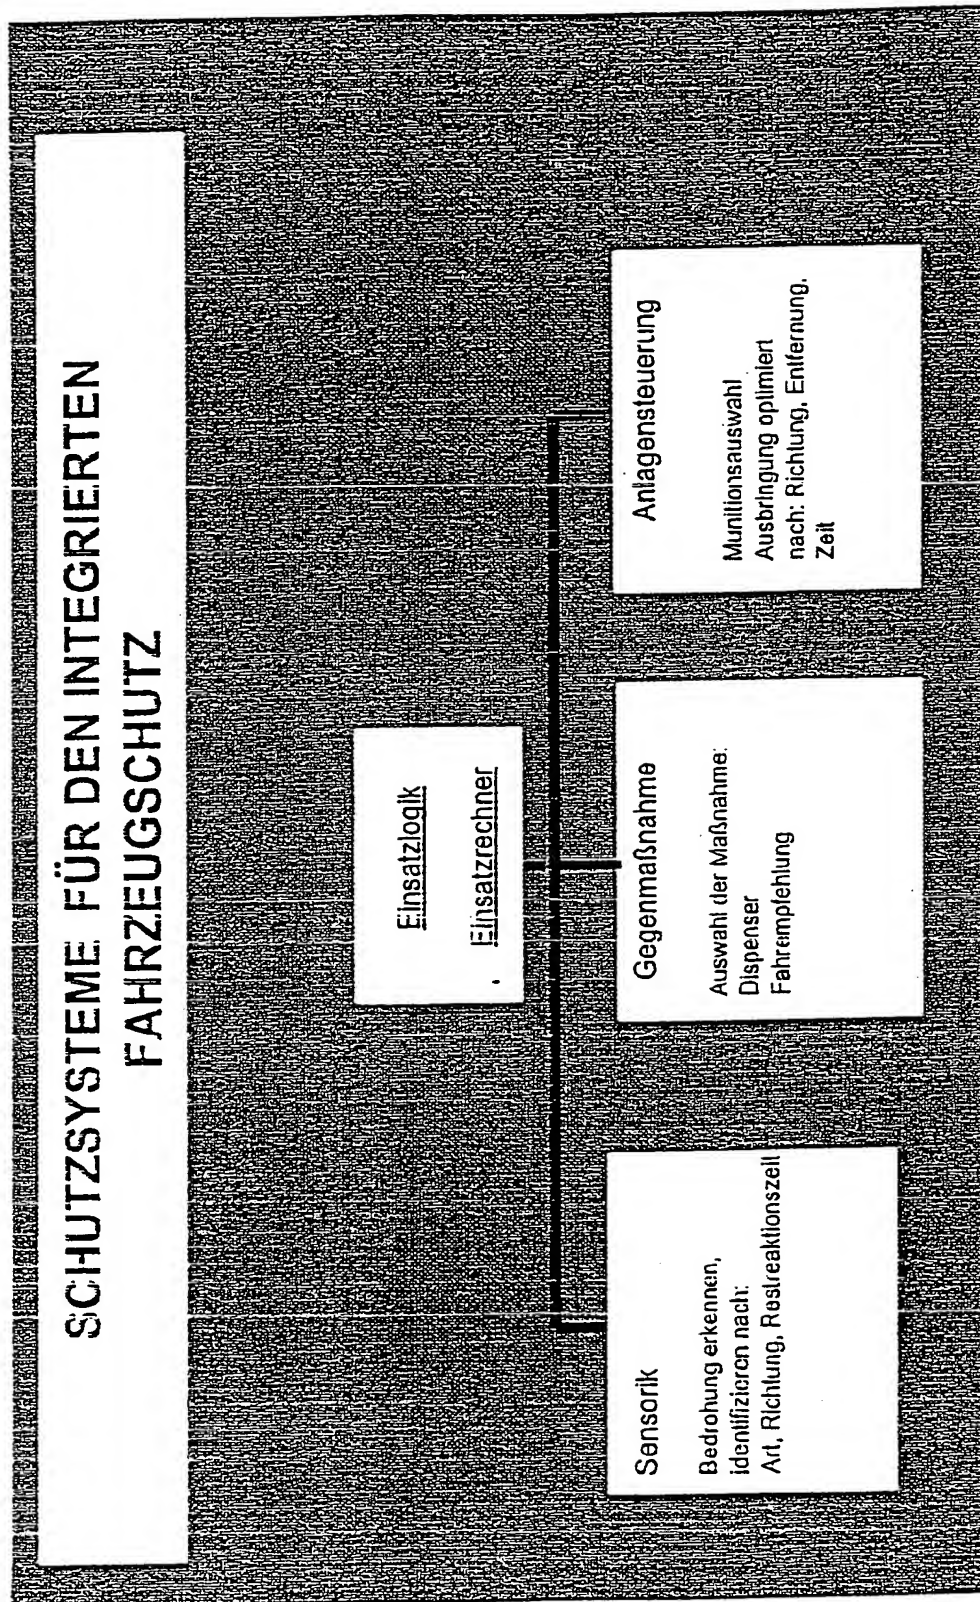 SCHUTZSYSTEME FÜR DEN INTEGRIERTEN
FAHRZEUGSCHUTZ
Einsatzlogik
Einsatzrechner
Sensorik
Bedrohung erkennen,
identifizieren nach:
Art, Richtung, Restreaktionszeit
Gegenmaßnahme
Auswahl der Maßnahme:
Dispenser
Fahrempfehlung
Anlagensteuerung
Munitionsauswahl
Ausbringung optimiert
nach: Richtung, Entfernung,
Zeit